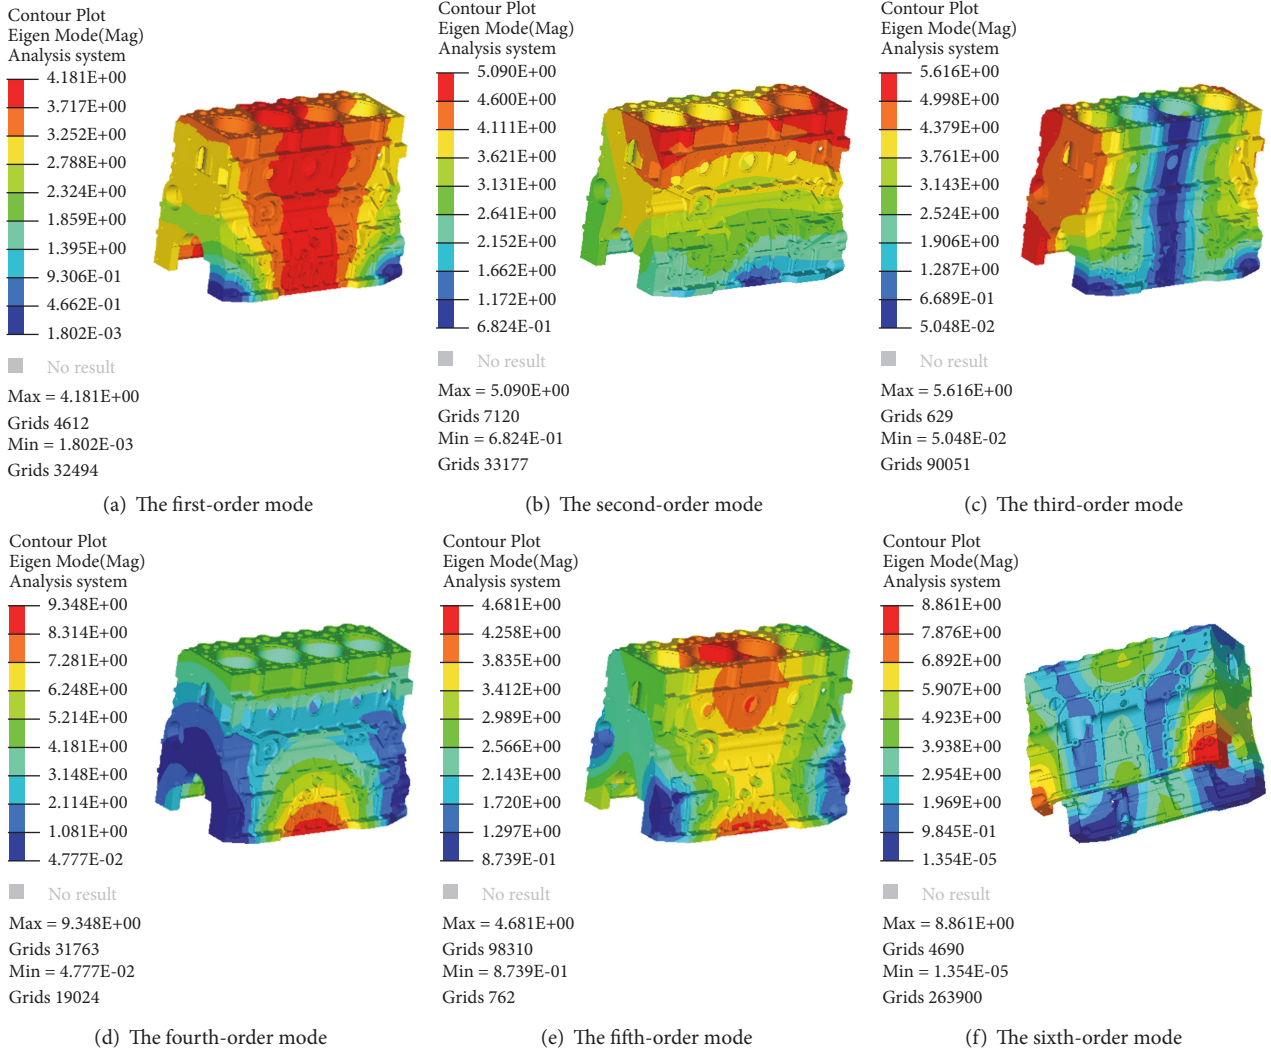 Contour Plot
Eigen Mode(Mag)
Analysis system
4.181E+00
3.717E+00
3.252E+00
2.788E+00
2.324E+00
1.859E+00
1.395E+00
9.306E-01
4.662E-01
1.802E-03
No result
Max = 4.181E+00
Grids 4612
Min = 1.802E-03
Grids 32494
(a) The first-order mode
Contour Plot
Eigen Mode(Mag)
Analysis system
5.090E+00
4.600E+00
4.111E+00
3.621E+00
3.131E+00
2.641E+00
2.152E+00
1.662E+00
1.172E+00
6.824E-01
No result
Max = 5.090E+00
Grids 7120
Min = 6.824E-01
Grids 33177
(b) The second-order mode
Contour Plot
Eigen Mode(Mag)
Analysis system
5.616E+00
4.998E+00
4.379E+00
3.761E+00
3.143E+00
2.524E+00
1.906E+00
1.287E+00
6.689E-01
5.048E-02
No result
Max = 5.616E+00
Grids 629
Min = 5.048E-02
Grids 90051
(c) The third-order mode
Contour Plot
Eigen Mode(Mag)
Analysis system
9.348E+00
8.314E+00
7.281E+00
6.248E+00
5.214E+00
4.181E+00
3.148E+00
2.114E+00
1.081E+00
4.777E-02
No result
Max = 9.348E+00
Grids 31763
Min = 4.777E-02
Grids 19024
(d) The fourth-order mode
Contour Plot
Eigen Mode(Mag)
Analysis system
4.681E+00
4.258E+00
3.835E+00
3.412E+00
2.989E+00
2.566E+00
2.143E+00
1.720E+00
1.297E+00
8.739E-01
No result
Max = 4.681E+00
Grids 98310
Min = 8.739E-01
Grids 762
(e) The fifth-order mode
Contour Plot
Eigen Mode(Mag)
Analysis system
8.861E+00
7.876E+00
6.892E+00
5.907E+00
4.923E+00
3.938E+00
2.954E+00
1.969E+00
9.845E-01
1.354E-05
No result
Max = 8.861E+00
Grids 4690
Min = 1.354E-05
Grids 263900
(f) The sixth-order mode